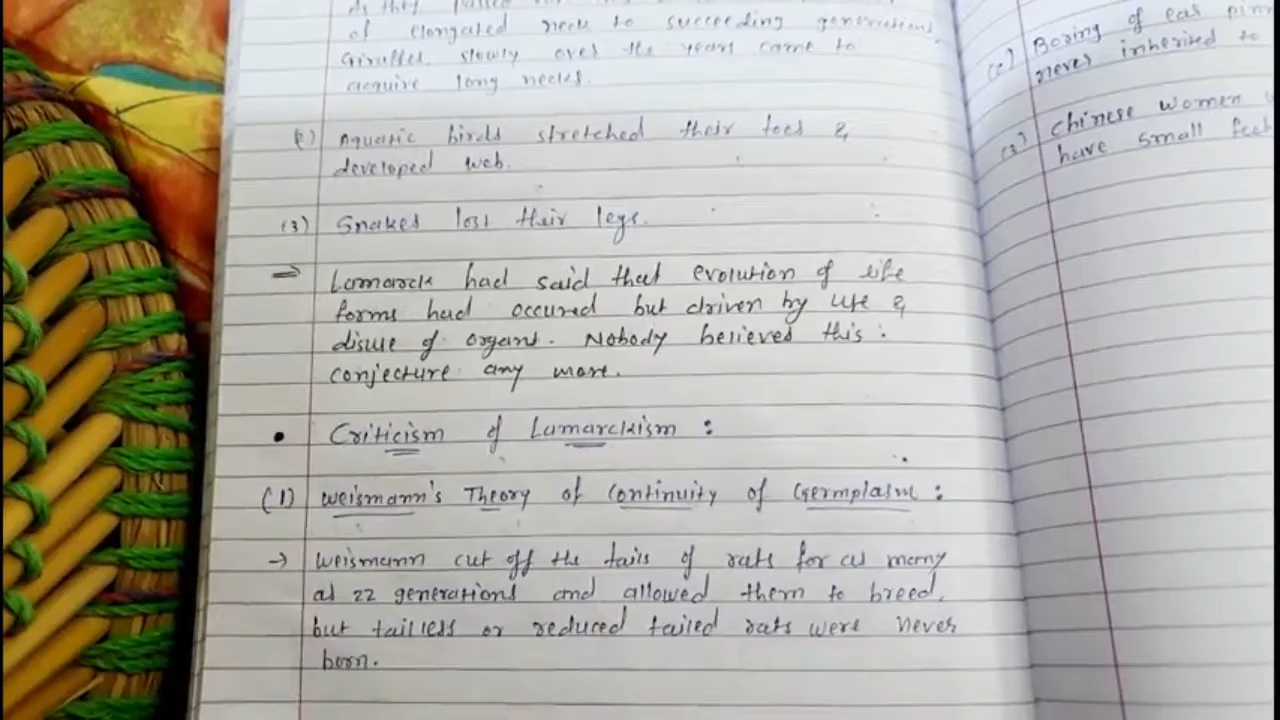 of elongated neck to succeeding generations.
Giraffes slowly over the years came to
acquire long necks.
(2) Aquatic birds stretched their toes &
developed web.
(3) Snakes lost their legs.
→ Lamarck had said that evolution of life
forms had occured but driven by use &
disuse of organs. Nobody believed this
conjecture any more.
• Criticism of Lamarckism :
(1) Weismann's Theory of Continuity of Germplasm :
→ Weismann cut off the tails of rats for as many
as 22 generations and allowed them to breed,
but tailless or reduced tailed rats were never
born.
(2) Boring of ear
never inherited to
(3) Chinese women
have small feet